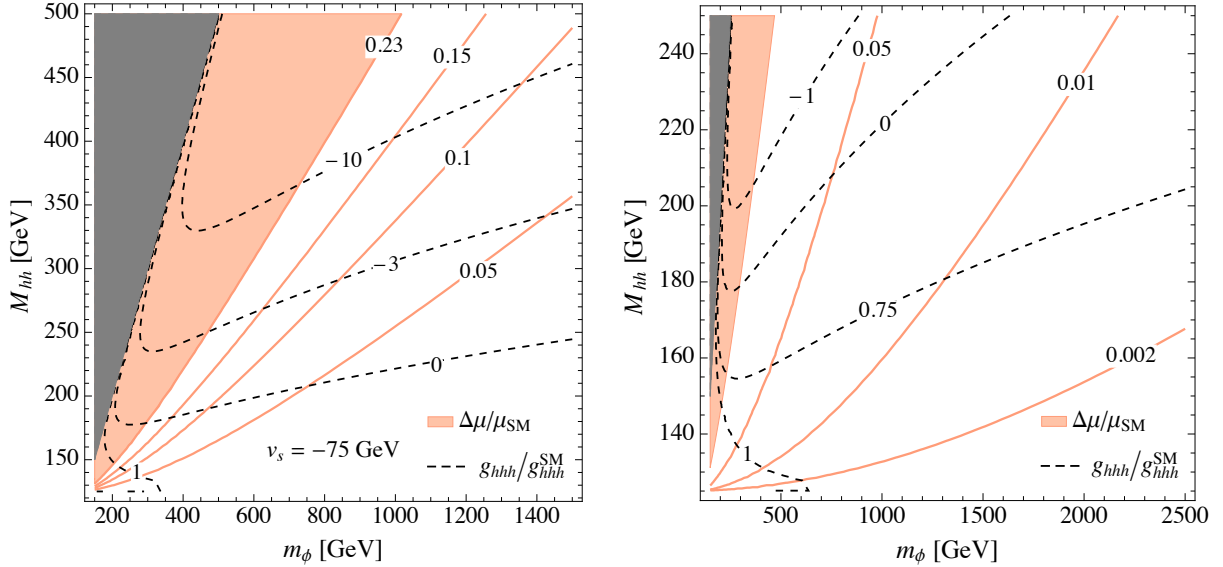 500
450
400
350
300
250
200
150
M_hh [GeV]
0.23
0.15
0.1
0.05
−10
−3
0
1
v_s = −75 GeV
Δμ/μ_SM
g_hhh/g_hhh^SM
200 400 600 800 1000 1200 1400
m_ϕ [GeV]
240
220
200
180
160
140
M_hh [GeV]
0.05
0.01
−1
0
0.75
0.002
1
Δμ/μ_SM
g_hhh/g_hhh^SM
500 1000 1500 2000 2500
m_ϕ [GeV]